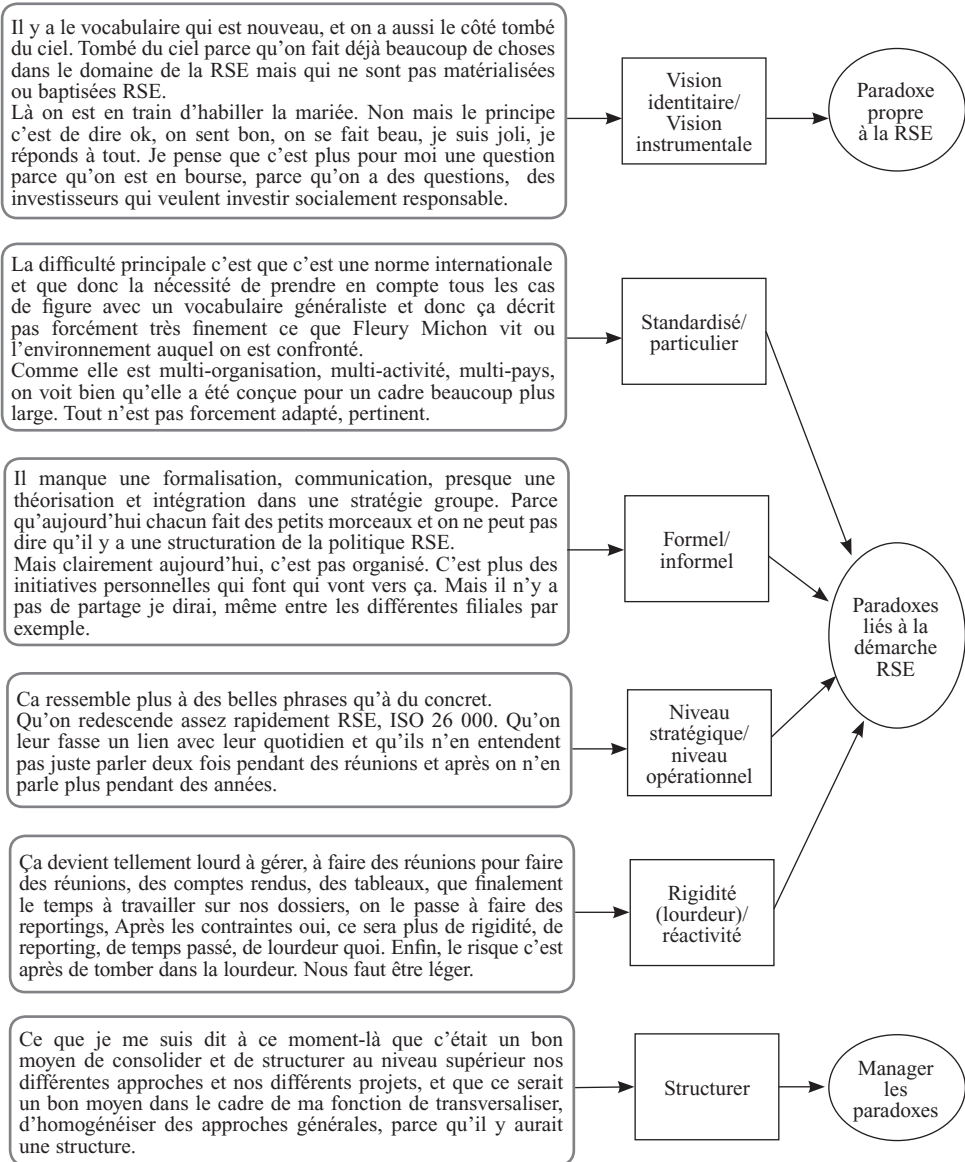 Il y a le vocabulaire qui est nouveau, et on a aussi le côté tombé
du ciel. Tombé du ciel parce qu'on fait déjà beaucoup de choses
dans le domaine de la RSE mais qui ne sont pas matérialisées
ou baptisées RSE.
Là on est en train d'habiller la mariée. Non mais le principe
c'est de dire ok, on sent bon, on se fait beau, je suis joli, je
réponds à tout. Je pense que c'est plus pour moi une question
parce qu'on est en bourse, parce qu'on a des questions, des
investisseurs qui veulent investir socialement responsable.
Vision
identitaire/
Vision
instrumentale
Paradoxe
propre
à la RSE
La difficulté principale c'est que c'est une norme internationale
et que donc la nécessité de prendre en compte tous les cas
de figure avec un vocabulaire généraliste et donc ça décrit
pas forcément très finement ce que Fleury Michon vit ou
l'environnement auquel on est confronté.
Comme elle est multi-organisation, multi-activité, multi-pays,
on voit bien qu'elle a été conçue pour un cadre beaucoup plus
large. Tout n'est pas forcement adapté, pertinent.
Standardisé/
particulier
Il manque une formalisation, communication, presque une
théorisation et intégration dans une stratégie groupe. Parce
qu'aujourd'hui chacun fait des petits morceaux et on ne peut pas
dire qu'il y a une structuration de la politique RSE.
Mais clairement aujourd'hui, c'est pas organisé. C'est plus des
initiatives personnelles qui font qui vont vers ça. Mais il n'y a
pas de partage je dirai, même entre les différentes filiales par
exemple.
Formel/
informel
Paradoxes
liés à la
démarche
RSE
Ca ressemble plus à des belles phrases qu'à du concret.
Qu'on redescende assez rapidement RSE, ISO 26 000. Qu'on
leur fasse un lien avec leur quotidien et qu'ils n'en entendent
pas juste parler deux fois pendant des réunions et après on n'en
parle plus pendant des années.
Niveau
stratégique/
niveau
opérationnel
Ça devient tellement lourd à gérer, à faire des réunions pour faire
des réunions, des comptes rendus, des tableaux, que finalement
le temps à travailler sur nos dossiers, on le passe à faire des
reportings, Après les contraintes oui, ce sera plus de rigidité, de
reporting, de temps passé, de lourdeur quoi. Enfin, le risque c'est
après de tomber dans la lourdeur. Nous faut être léger.
Rigidité
(lourdeur)/
réactivité
Ce que je me suis dit à ce moment-là que c'était un bon
moyen de consolider et de structurer au niveau supérieur nos
différentes approches et nos différents projets, et que ce serait
un bon moyen dans le cadre de ma fonction de transversaliser,
d'homogénéiser des approches générales, parce qu'il y aurait
une structure.
Structurer
Manager
les
paradoxes